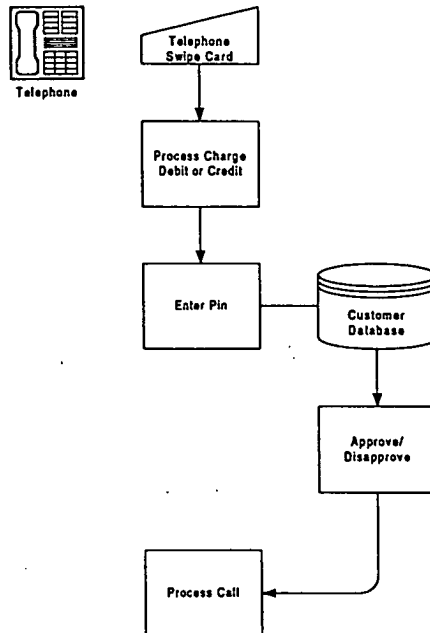 Telephone
Telephone
Swipe Card
Process Charge
Debit or Credit
Enter Pin
Customer
Database
Approve/
Disapprove
Process Call